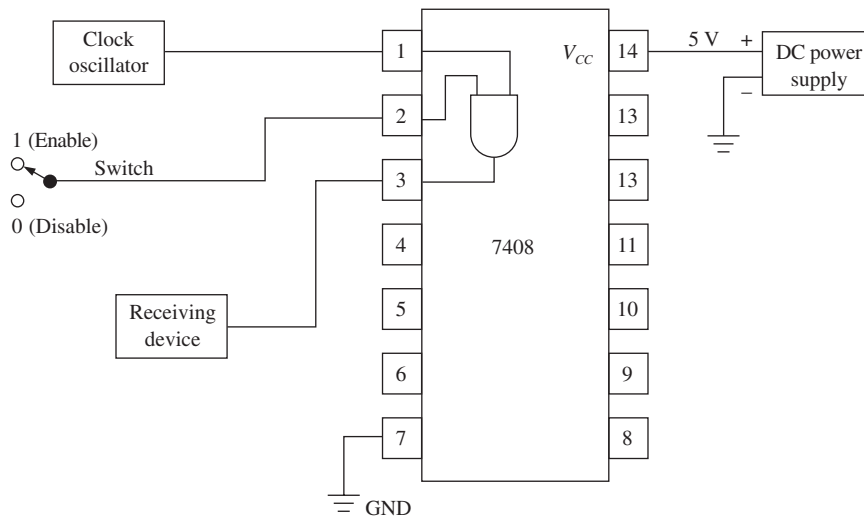 Clock
oscillator
1 (Enable)
Switch
0 (Disable)
Receiving
device
1
2
3
4
5
6
7
GND
V_CC
7408
14
13
13
11
10
9
8
5 V
+
–
DC power
supply